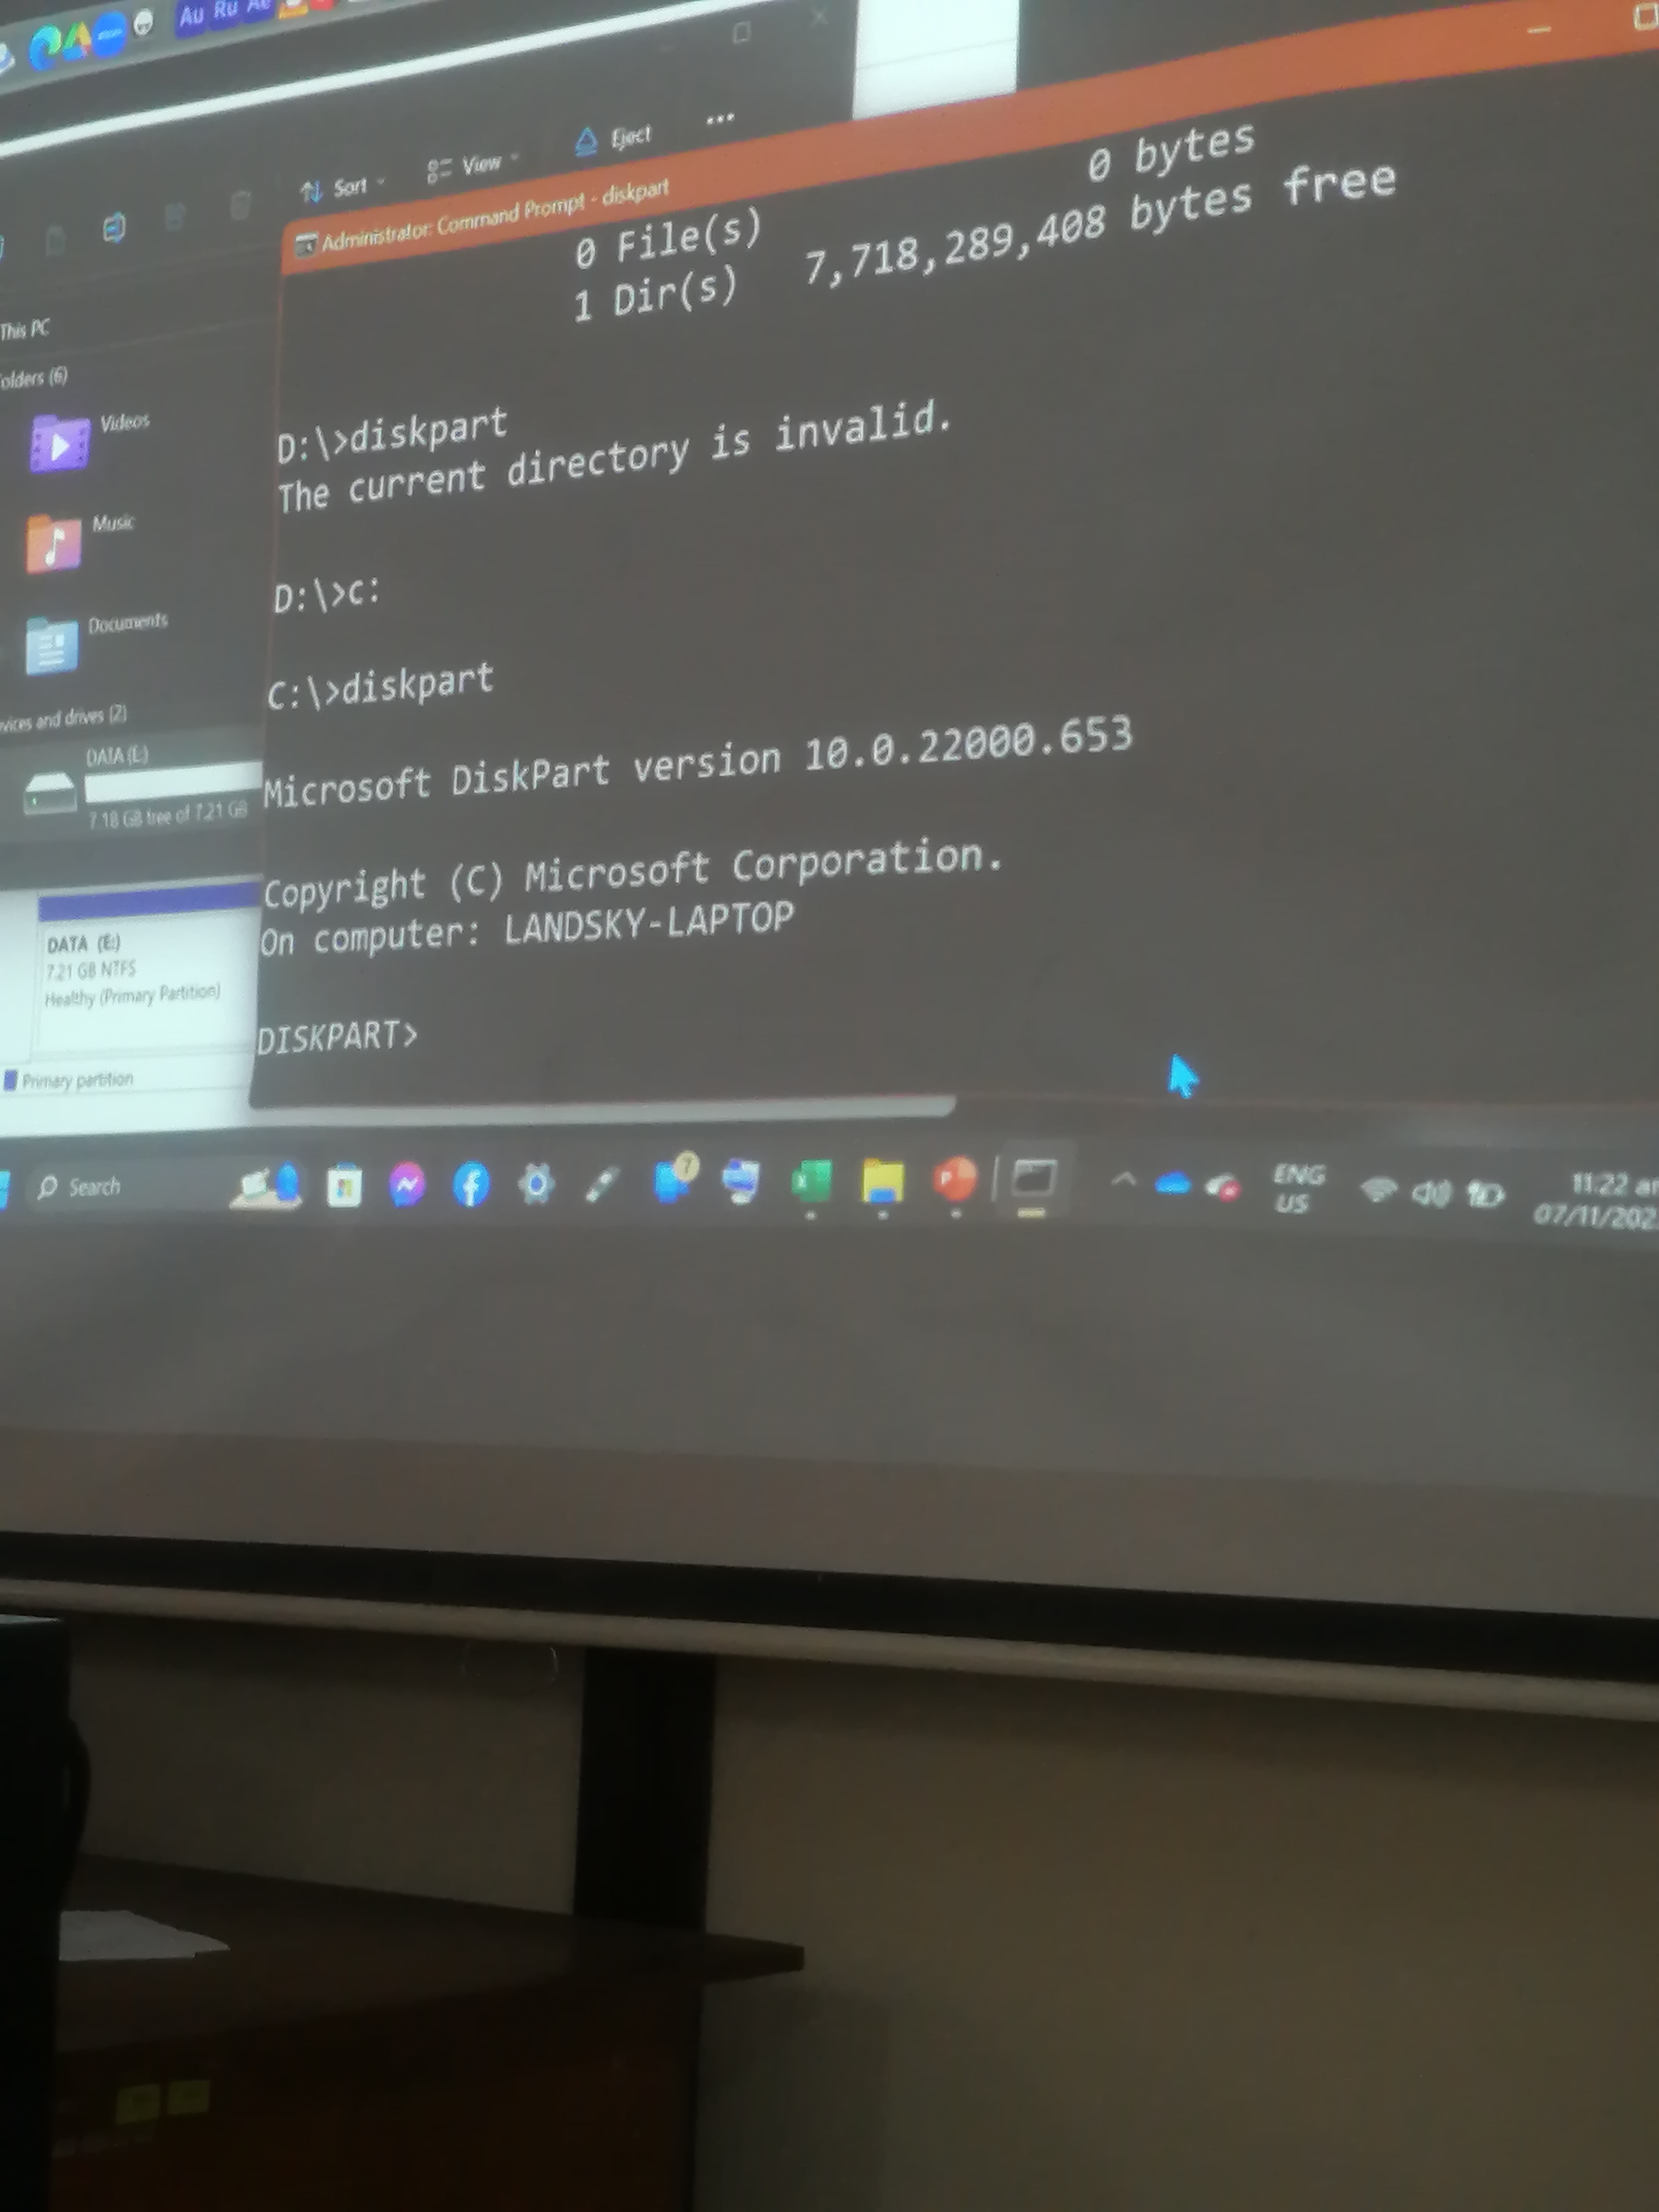 Au Ru Ae
Sort
View
Eject
Administrator: Command Prompt - diskpart
0 File(s) 0 bytes
1 Dir(s) 7,718,289,408 bytes free
This PC
olders (6)
Videos
Music
Documents
vices and drives (2)
DATA (E:)
7.18 GB free of 7.21 GB
DATA (E:)
7.21 GB NTFS
Healthy (Primary Partition)
Primary partition
D:\>diskpart
The current directory is invalid.
D:\>c:
C:\>diskpart
Microsoft DiskPart version 10.0.22000.653
Copyright (C) Microsoft Corporation.
On computer: LANDSKY-LAPTOP
DISKPART>
Search
7
ENG
US
11:22 am
07/11/202